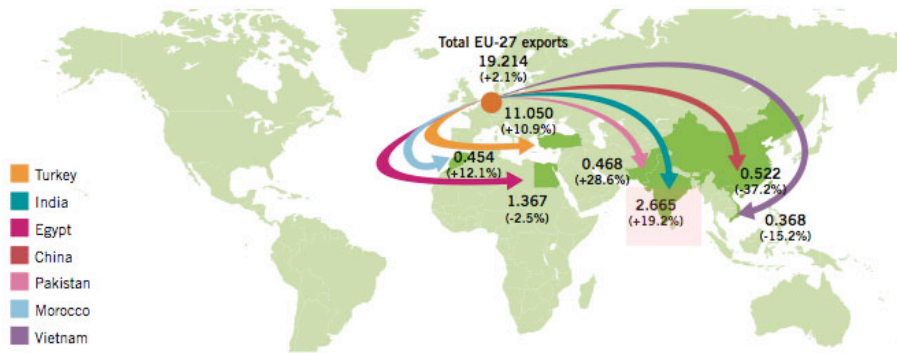 Total EU-27 exports
19.214
(+2.1%)
11.050
(+10.9%)
0.454
(+12.1%)
0.468
(+28.6%)
0.522
(-37.2%)
1.367
(-2.5%)
2.665
(+19.2%)
0.368
(-15.2%)
Turkey
India
Egypt
China
Pakistan
Morocco
Vietnam